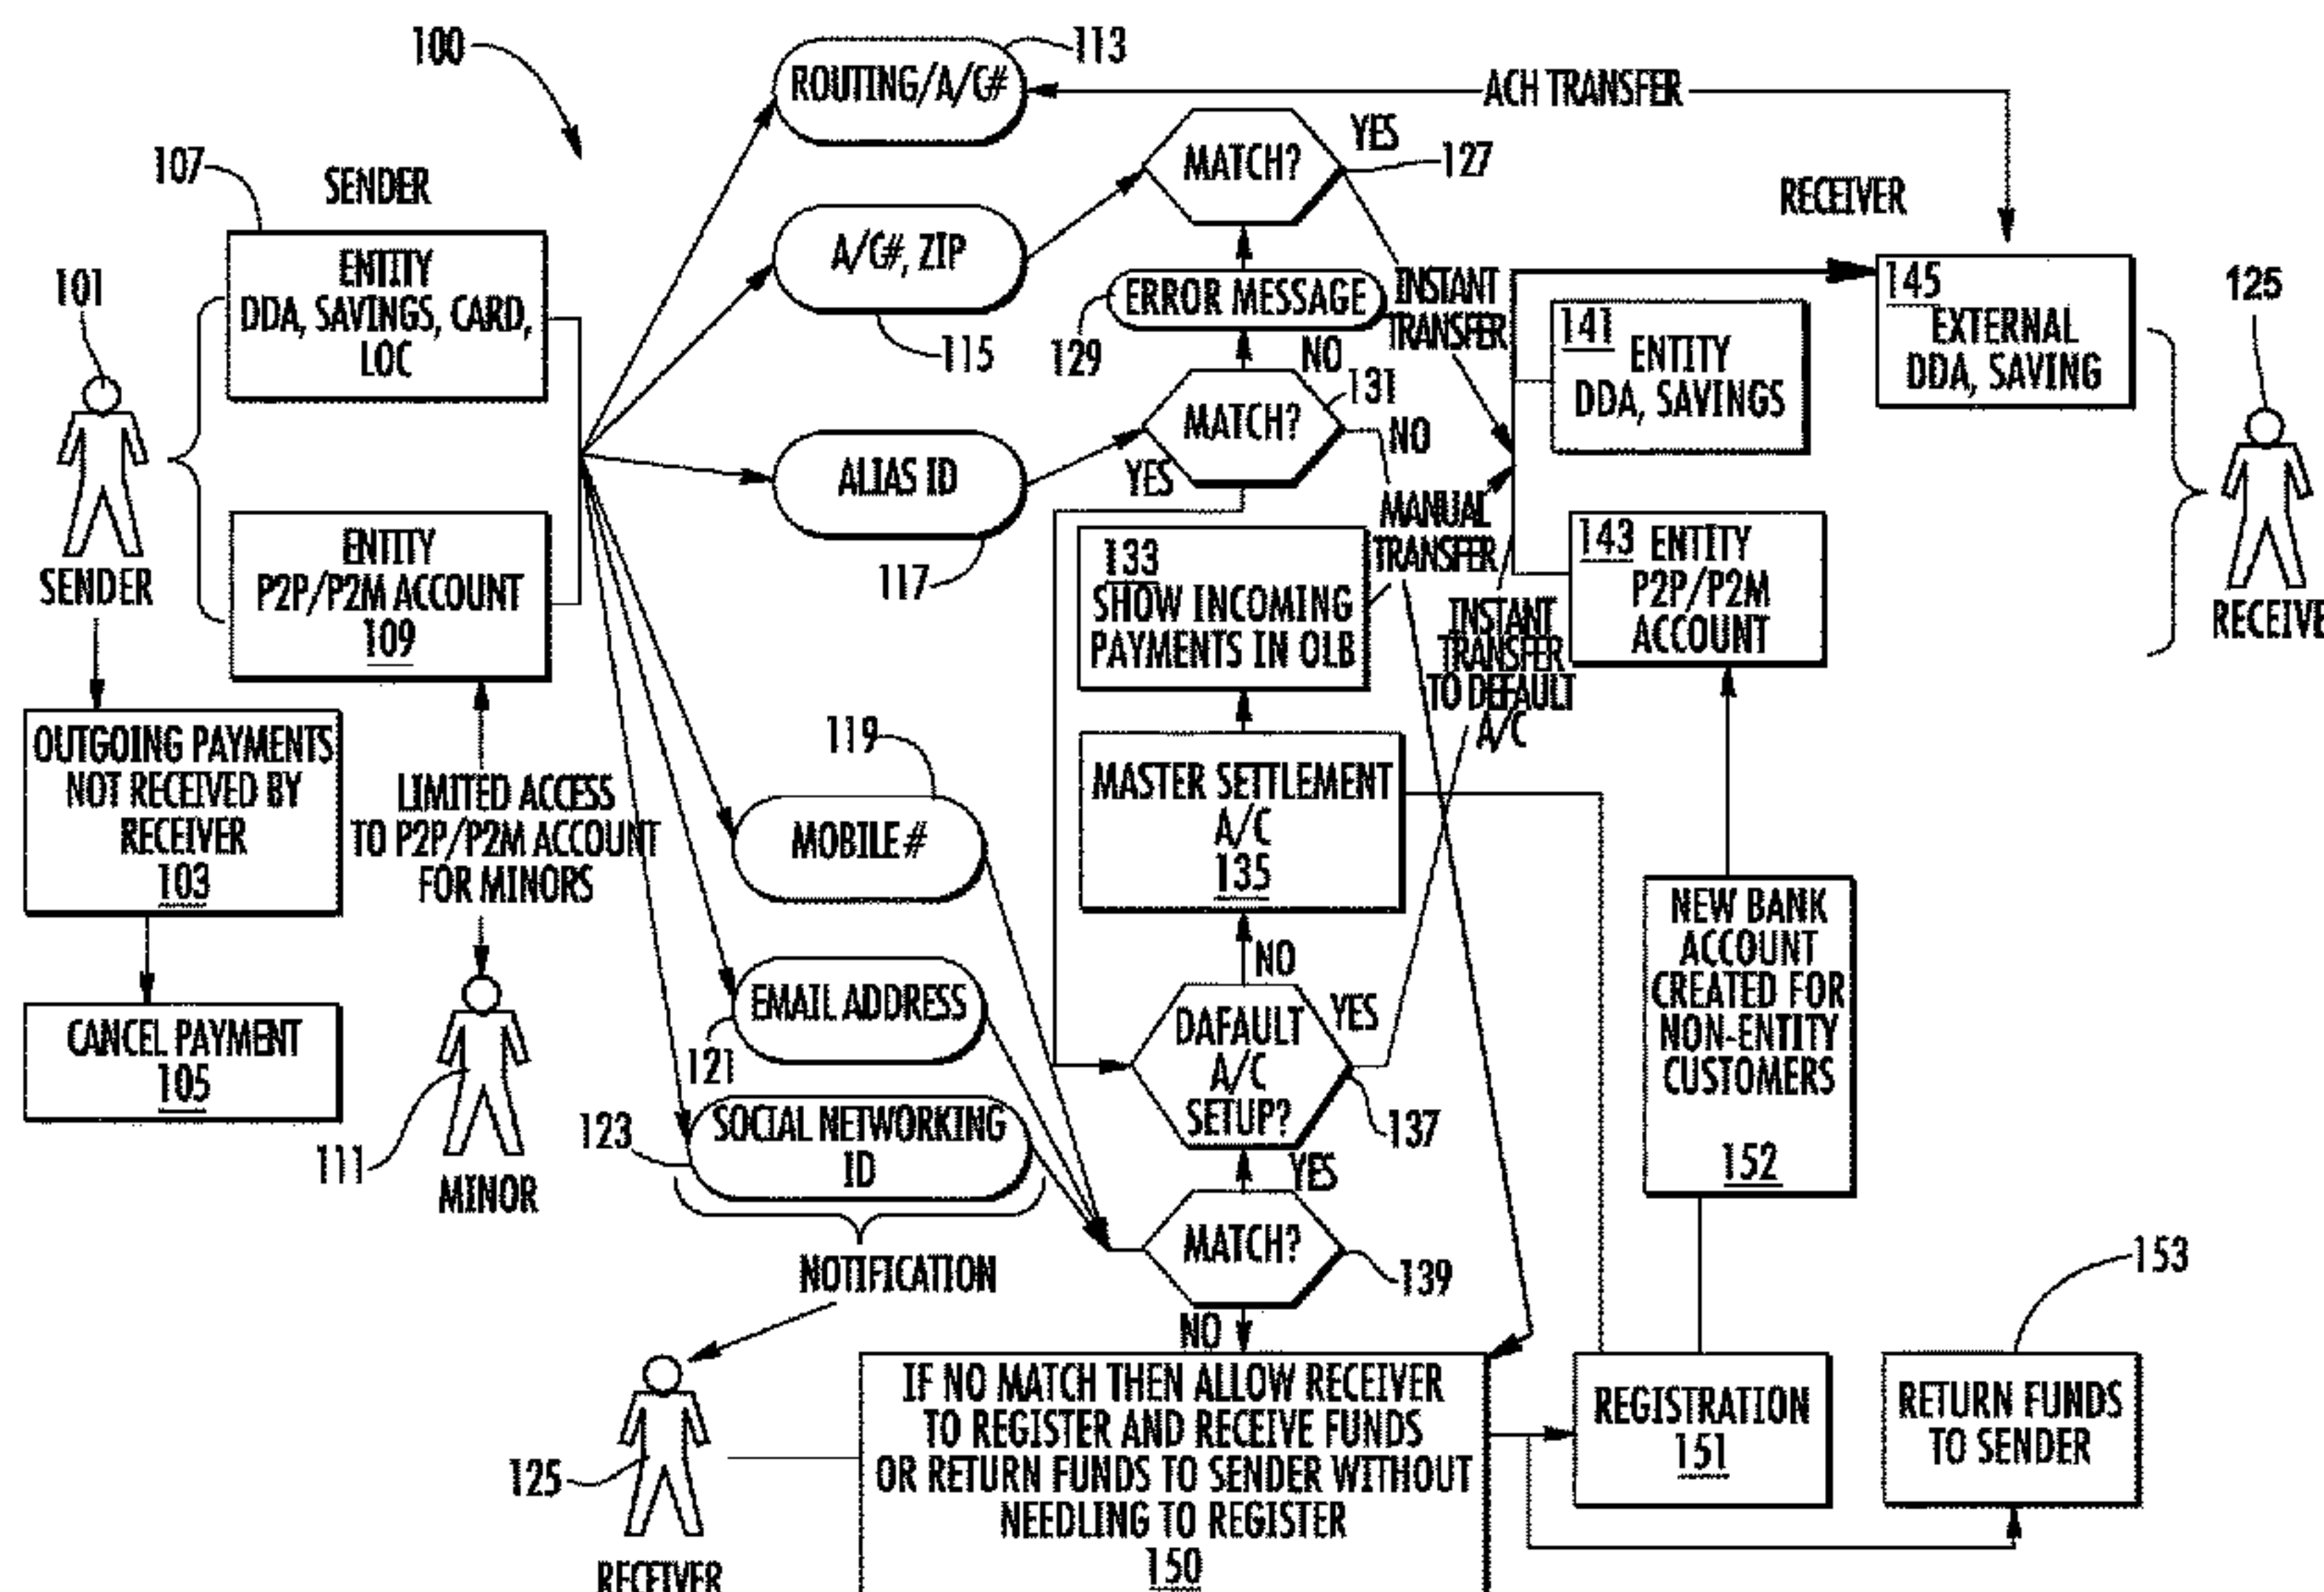 100
113
ROUTING/A/C#
ACH TRANSFER
107
SENDER
MATCH?
YES
127
RECEIVER
ENTITY
DDA, SAVINGS, CARD,
LOC
A/C#, ZIP
115
101
SENDER
ERROR MESSAGE
129
INSTANT
TRANSFER
NO
131
MATCH?
NO
YES
145
EXTERNAL
DDA, SAVING
141
ENTITY
DDA, SAVINGS
125
RECEIVE
ALIAS ID
117
ENTITY
P2P/P2M ACCOUNT
109
133
SHOW INCOMING
PAYMENTS IN OLB
MANUAL
TRANSFER
143 ENTITY
P2P/P2M
ACCOUNT
INSTANT
TRANSFER
TO DEFAULT
A/C
OUTGOING PAYMENTS
NOT RECEIVED BY
RECEIVER
103
LIMITED ACCESS
TO P2P/P2M ACCOUNT
FOR MINORS
119
MOBILE #
MASTER SETTLEMENT
A/C
135
NO
NEW BANK
ACCOUNT
CREATED FOR
NON-ENTITY
CUSTOMERS
152
CANCEL PAYMENT
105
111
MINOR
EMAIL ADDRESS
121
DAFAULT
A/C
SETUP?
YES
137
123
SOCIAL NETWORKING
ID
YES
MATCH?
139
NO
NOTIFICATION
153
125
RECEIVER
IF NO MATCH THEN ALLOW RECEIVER
TO REGISTER AND RECEIVE FUNDS
OR RETURN FUNDS TO SENDER WITHOUT
NEEDLING TO REGISTER
150
REGISTRATION
151
RETURN FUNDS
TO SENDER